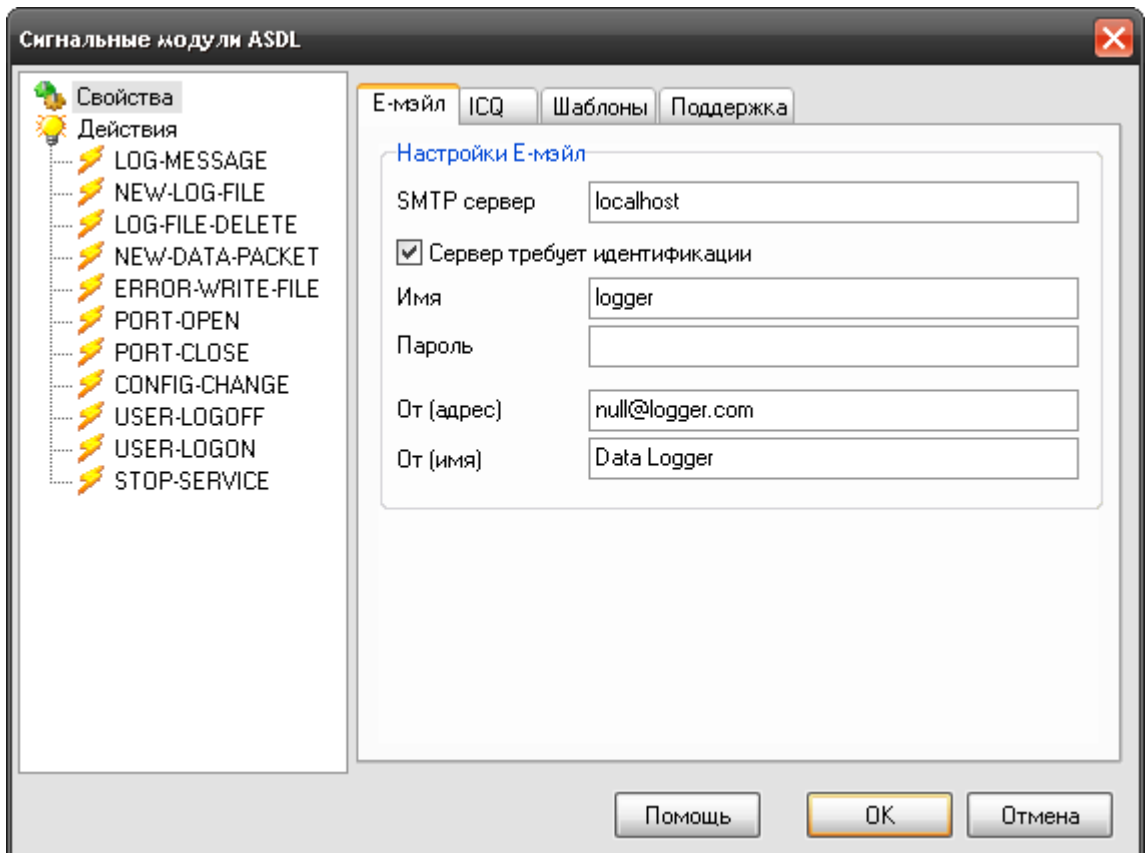 Сигнальные модули ASDL
Свойства
Действия
LOG-MESSAGE
NEW-LOG-FILE
LOG-FILE-DELETE
NEW-DATA-PACKET
ERROR-WRITE-FILE
PORT-OPEN
PORT-CLOSE
CONFIG-CHANGE
USER-LOGOFF
USER-LOGON
STOP-SERVICE
Е-мэйл ICQ Шаблоны Поддержка
Настройки Е-мэйл
SMTP сервер localhost
Сервер требует идентификации
Имя logger
Пароль
От (адрес) null@logger.com
От (имя) Data Logger
Помощь OK Отмена